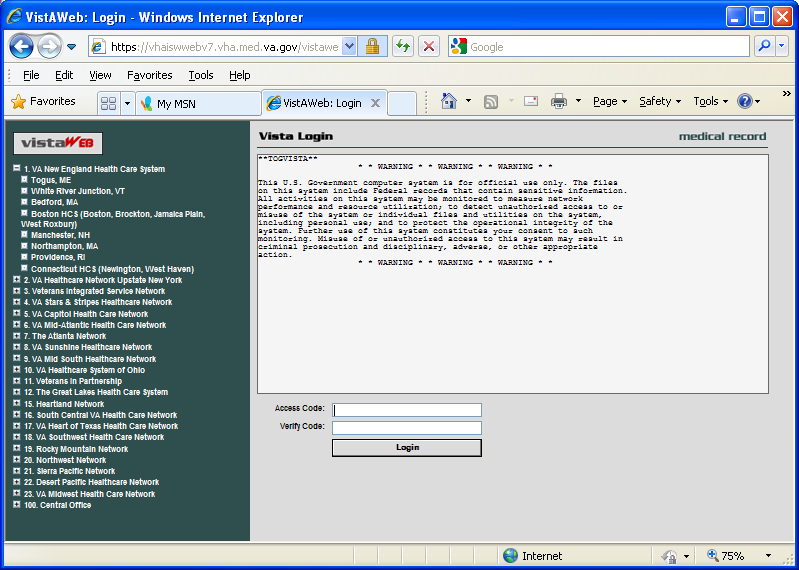 VistAWeb: Login - Windows Internet Explorer
https://vhaiswwebv7.vha.med.va.gov/vistawe
Google
File Edit View Favorites Tools Help
Favorites My MSN VistAWeb: Login Page Safety Tools
vistaWEB
1. VA New England Health Care System
Togus, ME
White River Junction, VT
Bedford, MA
Boston HCS (Boston, Brockton, Jamaica Plain,
West Roxbury)
Manchester, NH
Northampton, MA
Providence, RI
Connecticut HCS (Newington, West Haven)
2. VA Healthcare Network Upstate New York
3. Veterans Integrated Service Network
4. VA Stars & Stripes Healthcare Network
5. VA Capitol Health Care Network
6. VA Mid-Atlantic Health Care Network
7. The Atlanta Network
8. VA Sunshine Healthcare Network
9. VA Mid South Healthcare Network
10. VA Healthcare System of Ohio
11. Veterans in Partnership
12. The Great Lakes Health Care System
15. Heartland Network
16. South Central VA Health Care Network
17. VA Heart of Texas Health Care Network
18. VA Southwest Health Care Network
19. Rocky Mountain Network
20. Northwest Network
21. Sierra Pacific Network
22. Desert Pacific Healthcare Network
23. VA Midwest Health Care Network
100. Central Office
Vista Login
medical record
**TOGVISTA**
* * WARNING * * WARNING * * WARNING * *
This U.S. Government computer system is for official use only. The files
on this system include Federal records that contain sensitive information.
All activities on this system may be monitored to measure network
performance and resource utilization; to detect unauthorized access to or
misuse of the system or individual files and utilities on the system,
including personal use; and to protect the operational integrity of the
system. Further use of this system constitutes your consent to such
monitoring. Misuse of or unauthorized access to this system may result in
criminal prosecution and disciplinary, adverse, or other appropriate
action.
* * WARNING * * WARNING * * WARNING * *
Access Code:
Verify Code:
Login
Internet
75%